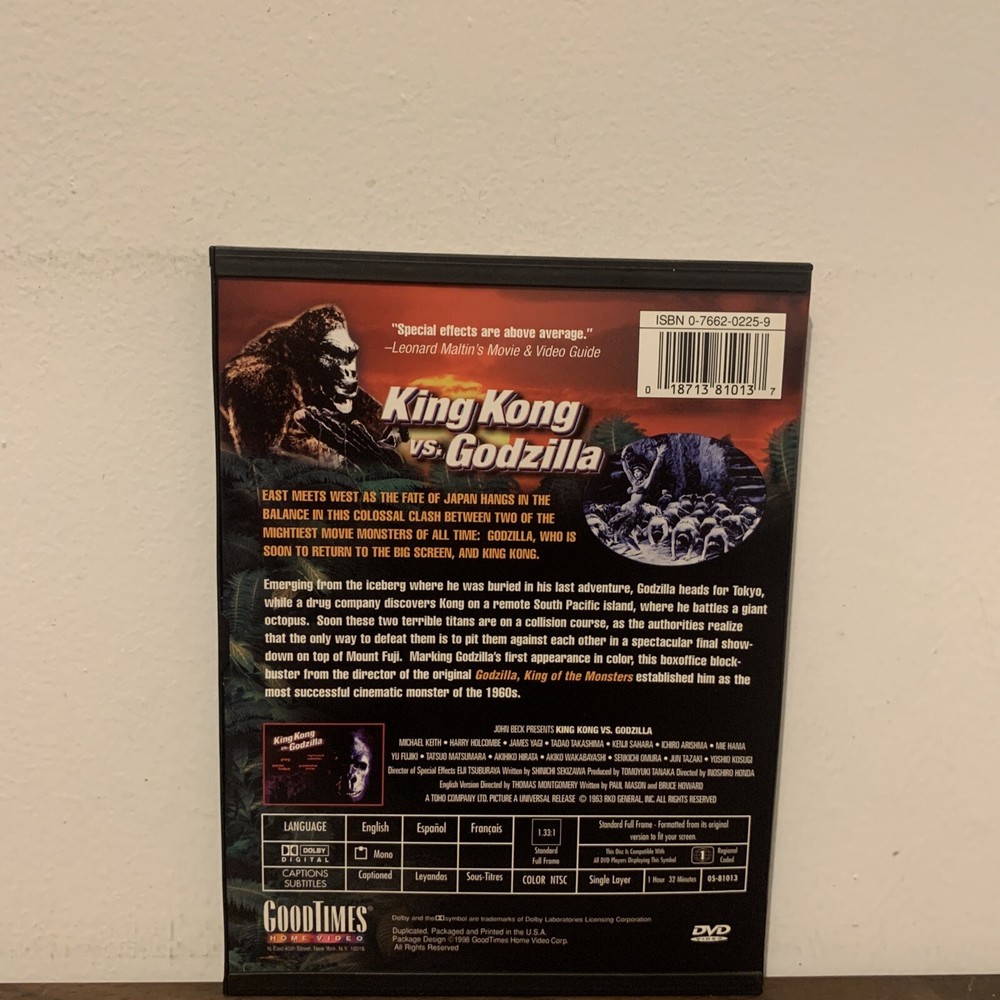 "Special effects are above average."
–Leonard Maltin's Movie & Video Guide
ISBN 0-7662-0225-9
0 18713 81013 7
King Kong
vs. Godzilla
EAST MEETS WEST AS THE FATE OF JAPAN HANGS IN THE
BALANCE IN THIS COLOSSAL CLASH BETWEEN TWO OF THE
MIGHTIEST MOVIE MONSTERS OF ALL TIME: GODZILLA, WHO IS
SOON TO RETURN TO THE BIG SCREEN, AND KING KONG.
Emerging from the iceberg where he was buried in his last adventure, Godzilla heads for Tokyo,
while a drug company discovers Kong on a remote South Pacific island, where he battles a giant
octopus. Soon these two terrible titans are on a collision course, as the authorities realize
that the only way to defeat them is to pit them against each other in a spectacular final show-
down on top of Mount Fuji. Marking Godzilla's first appearance in color, this boxoffice block-
buster from the director of the original Godzilla, King of the Monsters established him as the
most successful cinematic monster of the 1960s.
King Kong
vs. Godzilla
JOHN BECK PRESENTS KING KONG VS. GODZILLA
MICHAEL KEITH • HARRY HOLCOMBE • JAMES YAGI • TADAO TAKASHIMA • KENJI SAHARA • ICHIRO ARISHIMA • MIE HAMA
YU FUJIKI • TATSUO MATSUMARA • AKIHIKO HIRATA • AKIKO WAKABAYASHI • SENKICHI OMURA • JUN TAZAKI • YOSHIO KOSUGI
Director of Special Effects EIJI TSUBURAYA Written by SHINICHI SEKIZAWA Produced by TOMOYUKI TANAKA Directed by INOSHIRO HONDA
English Version Directed by THOMAS MONTGOMERY Written by PAUL MASON and BRUCE HOWARD
A TOHO COMPANY LTD. PICTURE A UNIVERSAL RELEASE © 1963 RKO GENERAL, INC. ALL RIGHTS RESERVED
LANGUAGE English Español Français
DOLBY DIGITAL Mono
CAPTIONS SUBTITLES Captioned Leyandas Sous-Titres
1.33:1
Standard
Full Frame
COLOR NTSC
Standard Full Frame - Formatted from its original
version to fit your screen.
This Disc Is Compatible With
All DVD Players Displaying This Symbol
1 Regional
Coded
Single Layer 1 Hour 32 Minutes 05-81013
GOODTIMES®
HOME VIDEO
16 East 40th Street, New York, N.Y. 10016
Dolby and the symbol are trademarks of Dolby Laboratories Licensing Corporation
Duplicated, Packaged and Printed in the U.S.A.
Package Design ©1998 GoodTimes Home Video Corp.
All Rights Reserved
DVD
VIDEO